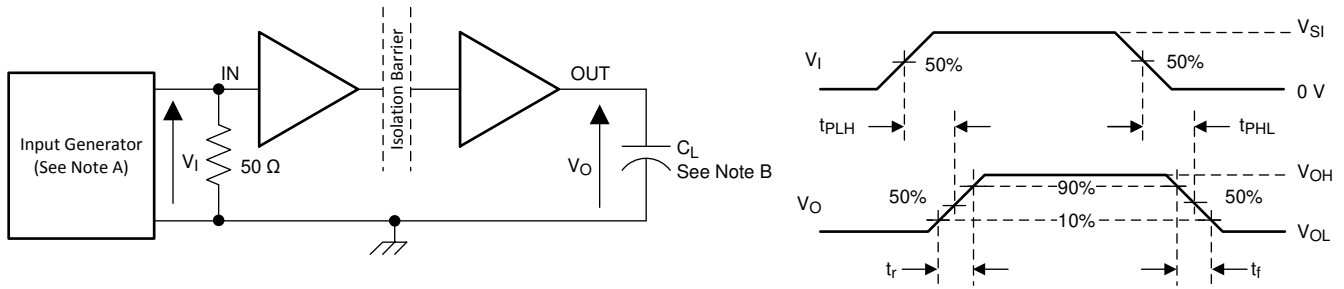 Input Generator
(See Note A)
V_I
IN
50 Ω
Isolation Barrier
OUT
V_O
C_L
See Note B
V_I
50%
50%
V_SI
0 V
t_PLH
t_PHL
V_O
50%
90%
10%
50%
V_OH
V_OL
t_r
t_f